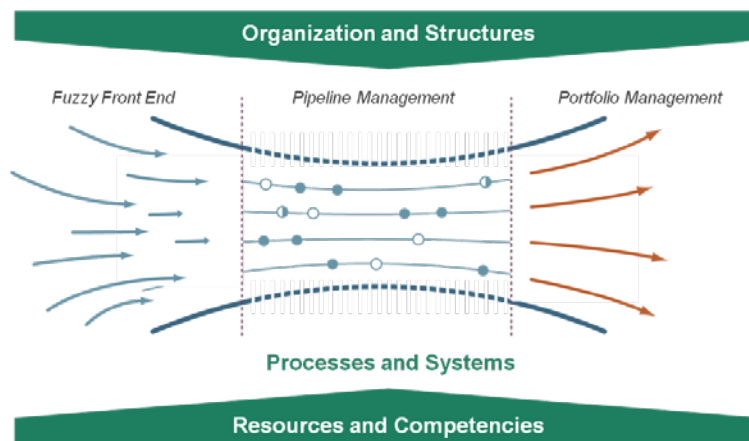 Organization and Structures
Fuzzy Front End
Pipeline Management
Portfolio Management
Processes and Systems
Resources and Competencies